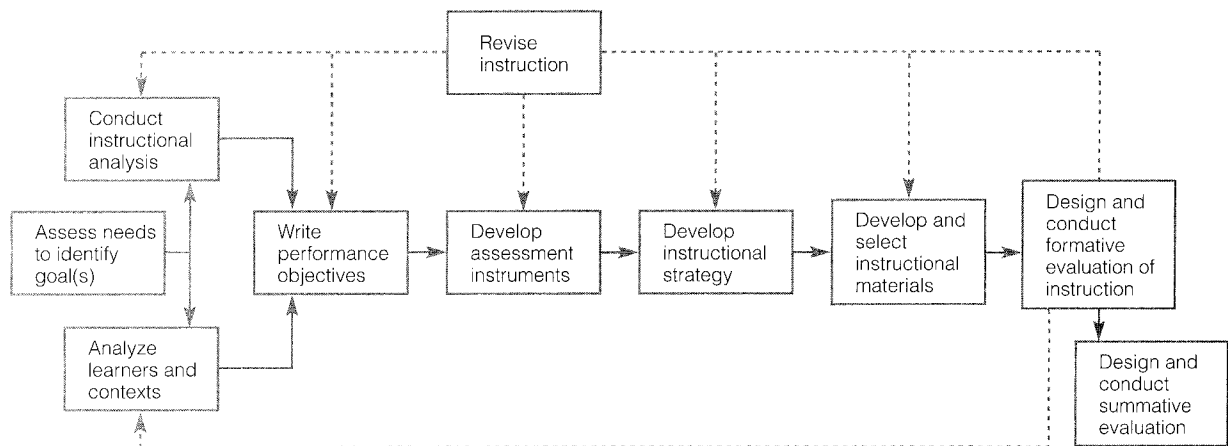 Revise
instruction
Conduct
instructional
analysis
Assess needs
to identify
goal(s)
Analyze
learners and
contexts
Write
performance
objectives
Develop
assessment
instruments
Develop
instructional
strategy
Develop and
select
instructional
materials
Design and
conduct
formative
evaluation of
instruction
Design and
conduct
summative
evaluation